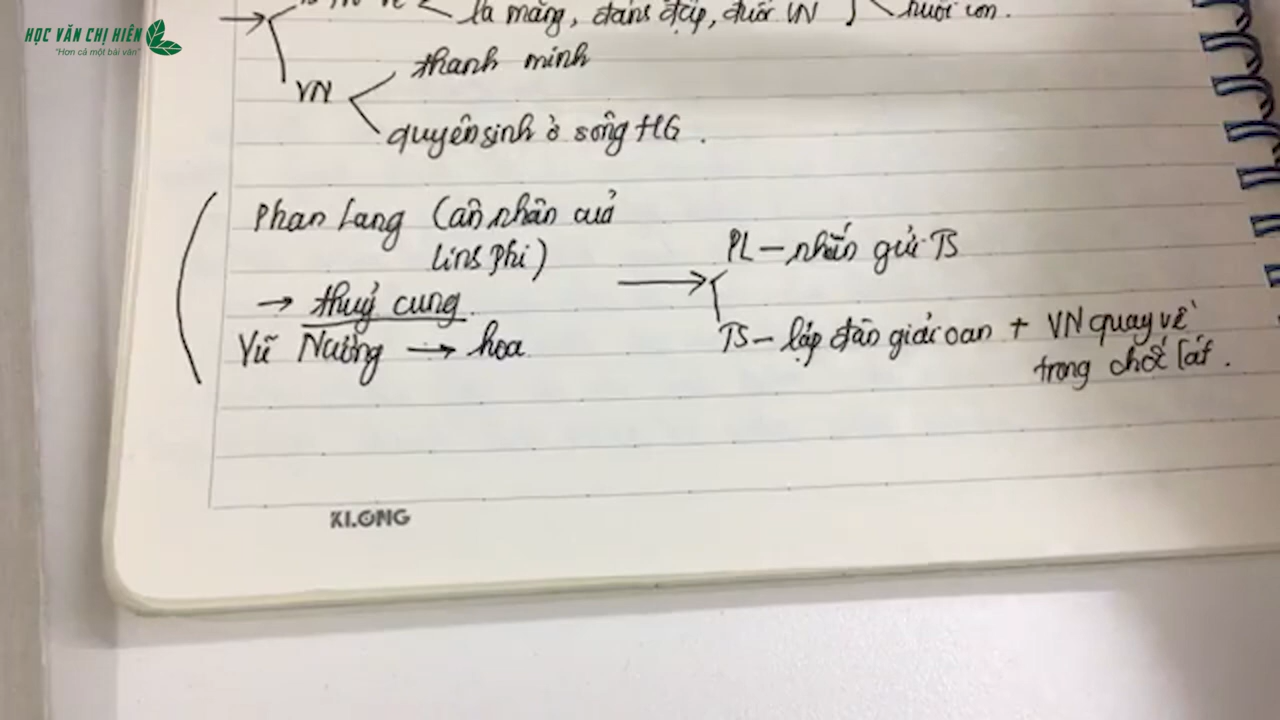 HỌC VĂN CHỊ HIÊN
"Hơn cả một bài văn"
la mắng, đánh đập, đuổi VN
nuôi con.
VN
thanh minh
quyên sinh ở sông HG.
Phan Lang (ân nhân của
Linh Phi)
→ thuỷ cung.
Vũ Nương → hoa
PL – nhắn gửi TS
TS – lập đàn giải oan + VN quay về
trong chốc lát.
KLONG